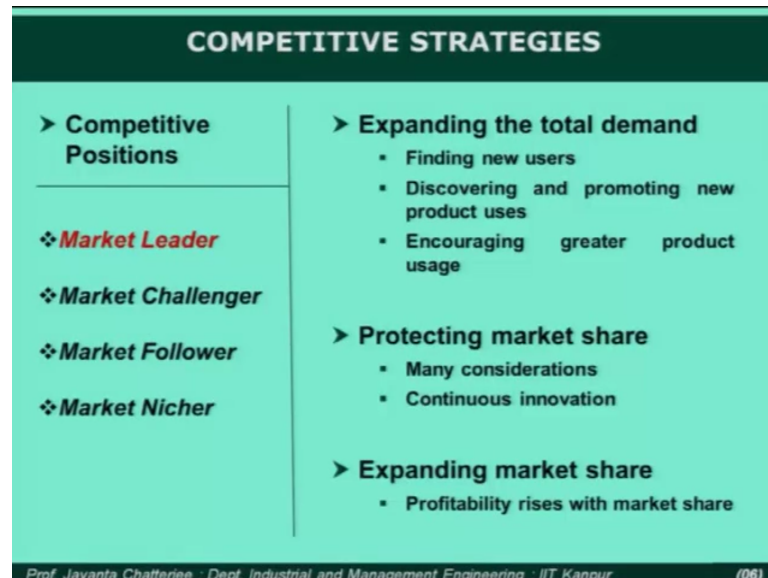 COMPETITIVE STRATEGIES
➤ Competitive
Positions
❖Market Leader
❖Market Challenger
❖Market Follower
❖Market Nicher
➤ Expanding the total demand
▪ Finding new users
▪ Discovering and promoting new
product uses
▪ Encouraging greater product
usage
➤ Protecting market share
▪ Many considerations
▪ Continuous innovation
➤ Expanding market share
▪ Profitability rises with market share
Prof. Jayanta Chatterjee : Dept. Industrial and Management Engineering : IIT Kanpur (06)